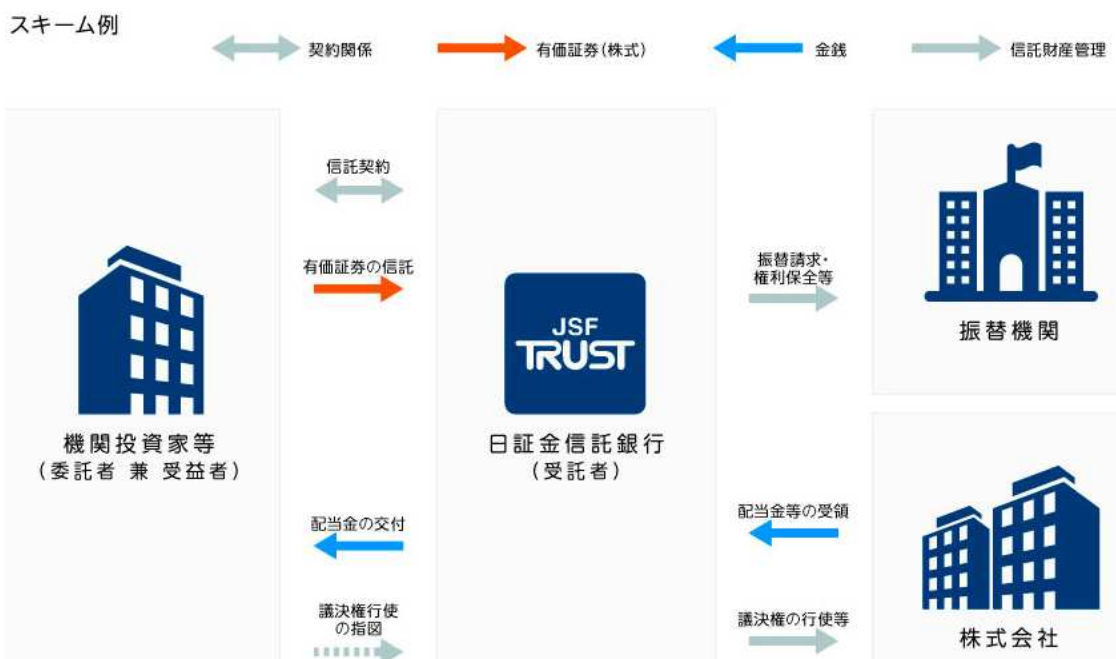 スキーム例
契約関係
有価証券(株式)
金銭
信託財産管理
信託契約
有価証券の信託
機関投資家等
(委託者 兼 受益者)
配当金の交付
議決権行使
の指図
JSF
TRUST
日証金信託銀行
(受託者)
振替請求・
権利保全等
振替機関
配当金等の受領
議決権の行使等
株式会社